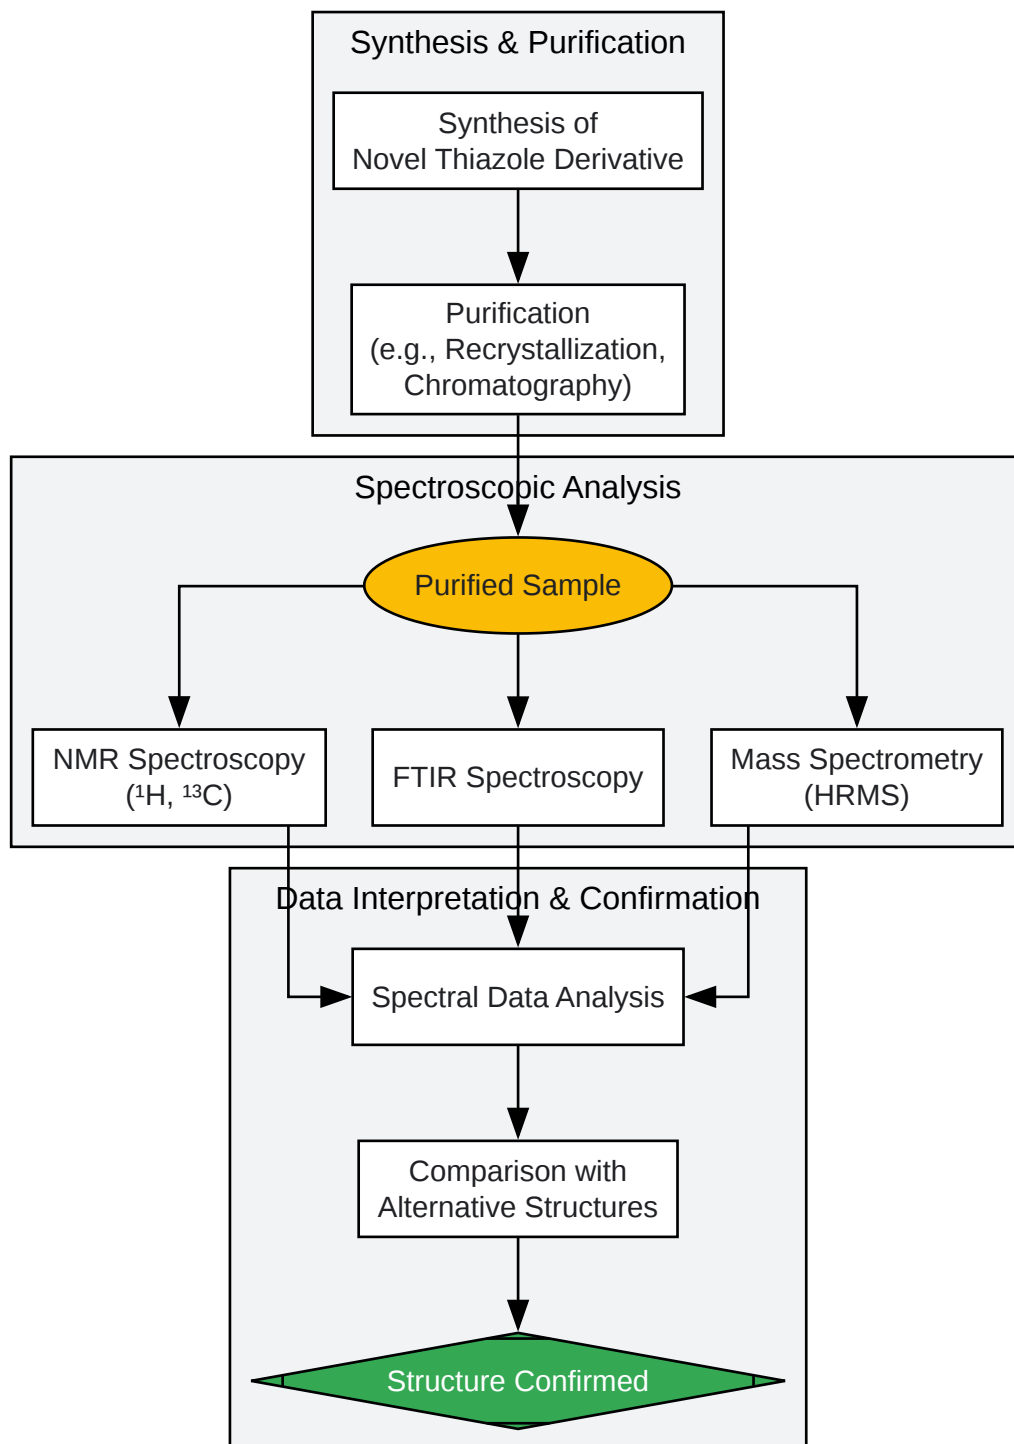 Synthesis & Purification
Synthesis of
Novel Thiazole Derivative
Purification
(e.g., Recrystallization,
Chromatography)
Spectroscopic Analysis
Purified Sample
NMR Spectroscopy
(¹H, ¹³C)
FTIR Spectroscopy
Mass Spectrometry
(HRMS)
Data Interpretation & Confirmation
Spectral Data Analysis
Comparison with
Alternative Structures
Structure Confirmed